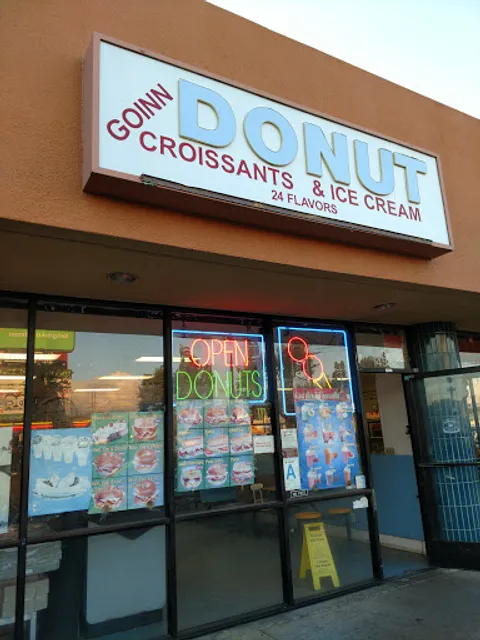 GOINN
DONUT
CROISSANTS & ICE CREAM
24 FLAVORS
OPEN
DONUTS
A